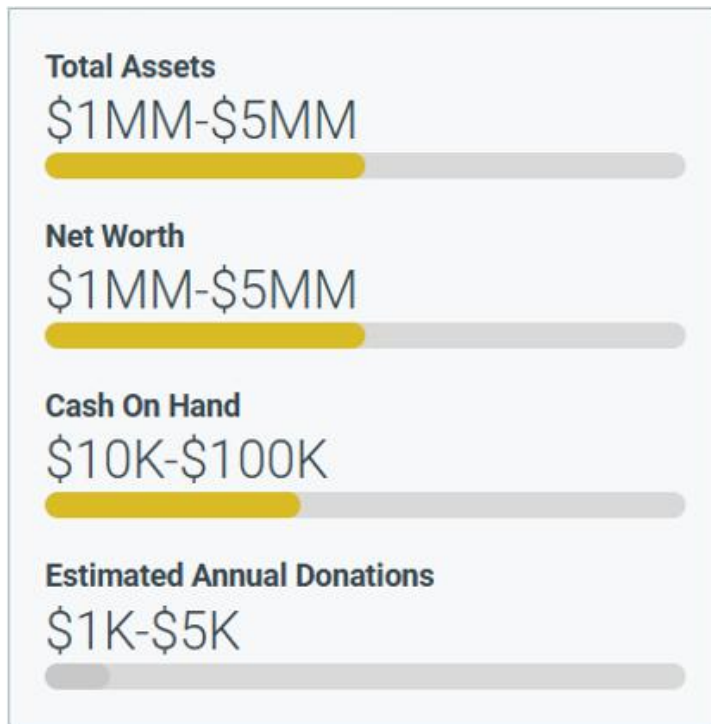 Total Assets
$1MM-$5MM
Net Worth
$1MM-$5MM
Cash On Hand
$10K-$100K
Estimated Annual Donations
$1K-$5K